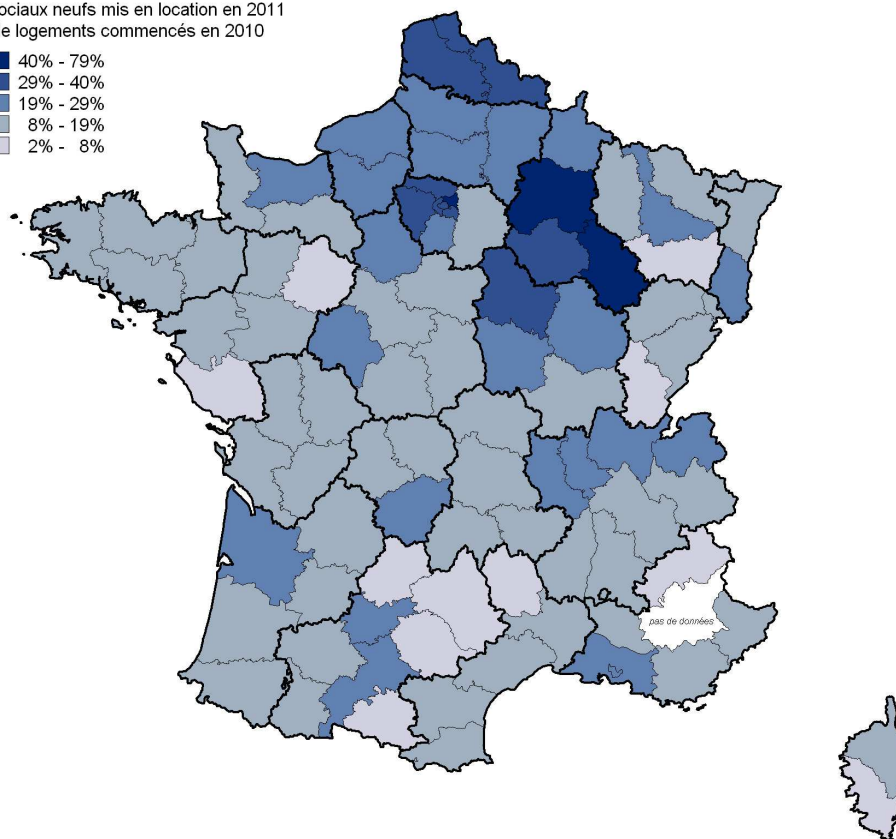 ociaux neufs mis en location en 2011
e logements commencés en 2010
40% - 79%
29% - 40%
19% - 29%
8% - 19%
2% - 8%
pas de données